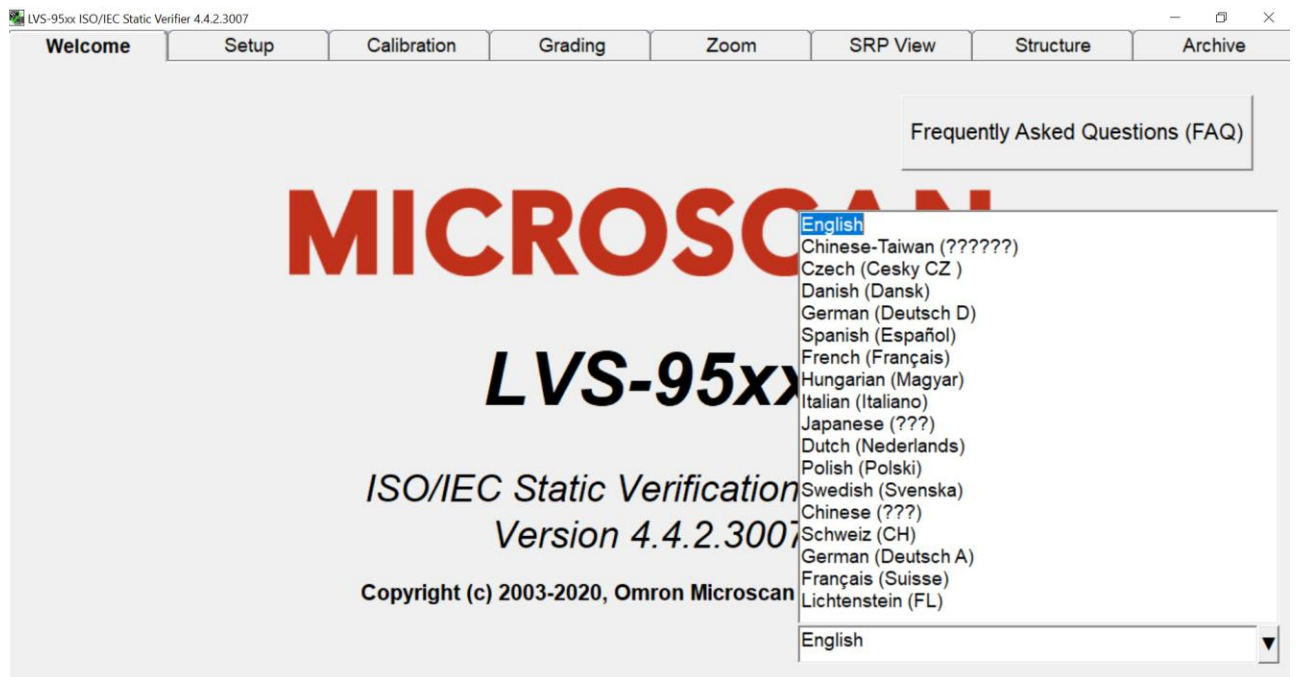 LVS-95xx ISO/IEC Static Verifier 4.4.2.3007
Welcome Setup Calibration Grading Zoom SRP View Structure Archive
Frequently Asked Questions (FAQ)
MICROSCAN
LVS-95xx
ISO/IEC Static Verification
Version 4.4.2.3007
Copyright (c) 2003-2020, Omron Microscan
English
Chinese-Taiwan (??????)
Czech (Cesky CZ )
Danish (Dansk)
German (Deutsch D)
Spanish (Español)
French (Français)
Hungarian (Magyar)
Italian (Italiano)
Japanese (???)
Dutch (Nederlands)
Polish (Polski)
Swedish (Svenska)
Chinese (???)
Schweiz (CH)
German (Deutsch A)
Français (Suisse)
Lichtenstein (FL)
English